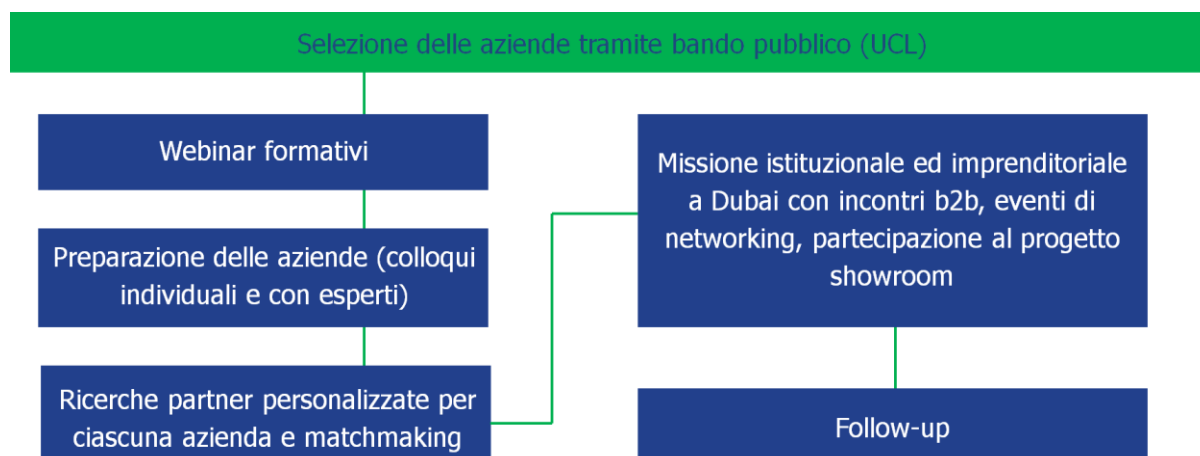 Selezione delle aziende tramite bando pubblico (UCL)
Webinar formativi
Preparazione delle aziende (colloqui
individuali e con esperti)
Ricerche partner personalizzate per
ciascuna azienda e matchmaking
Missione istituzionale ed imprenditoriale
a Dubai con incontri b2b, eventi di
networking, partecipazione al progetto
showroom
Follow-up